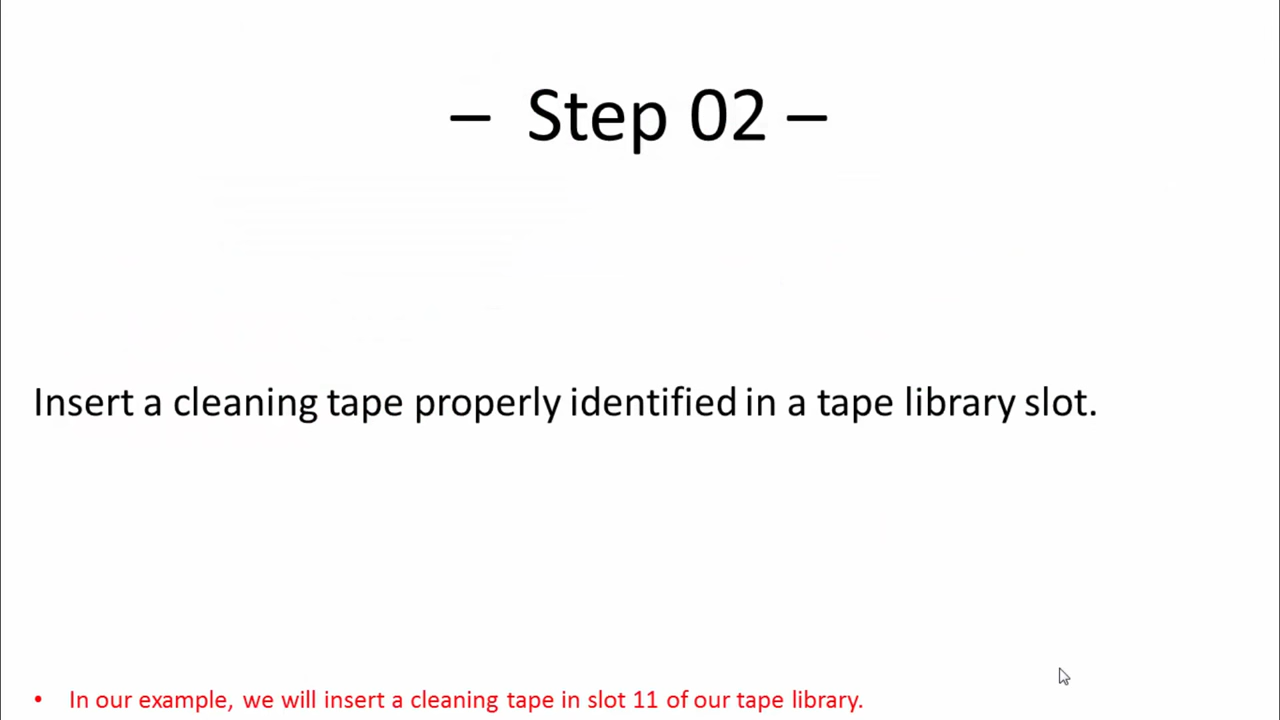 – Step 02 –
Insert a cleaning tape properly identified in a tape library slot.
• In our example, we will insert a cleaning tape in slot 11 of our tape library.